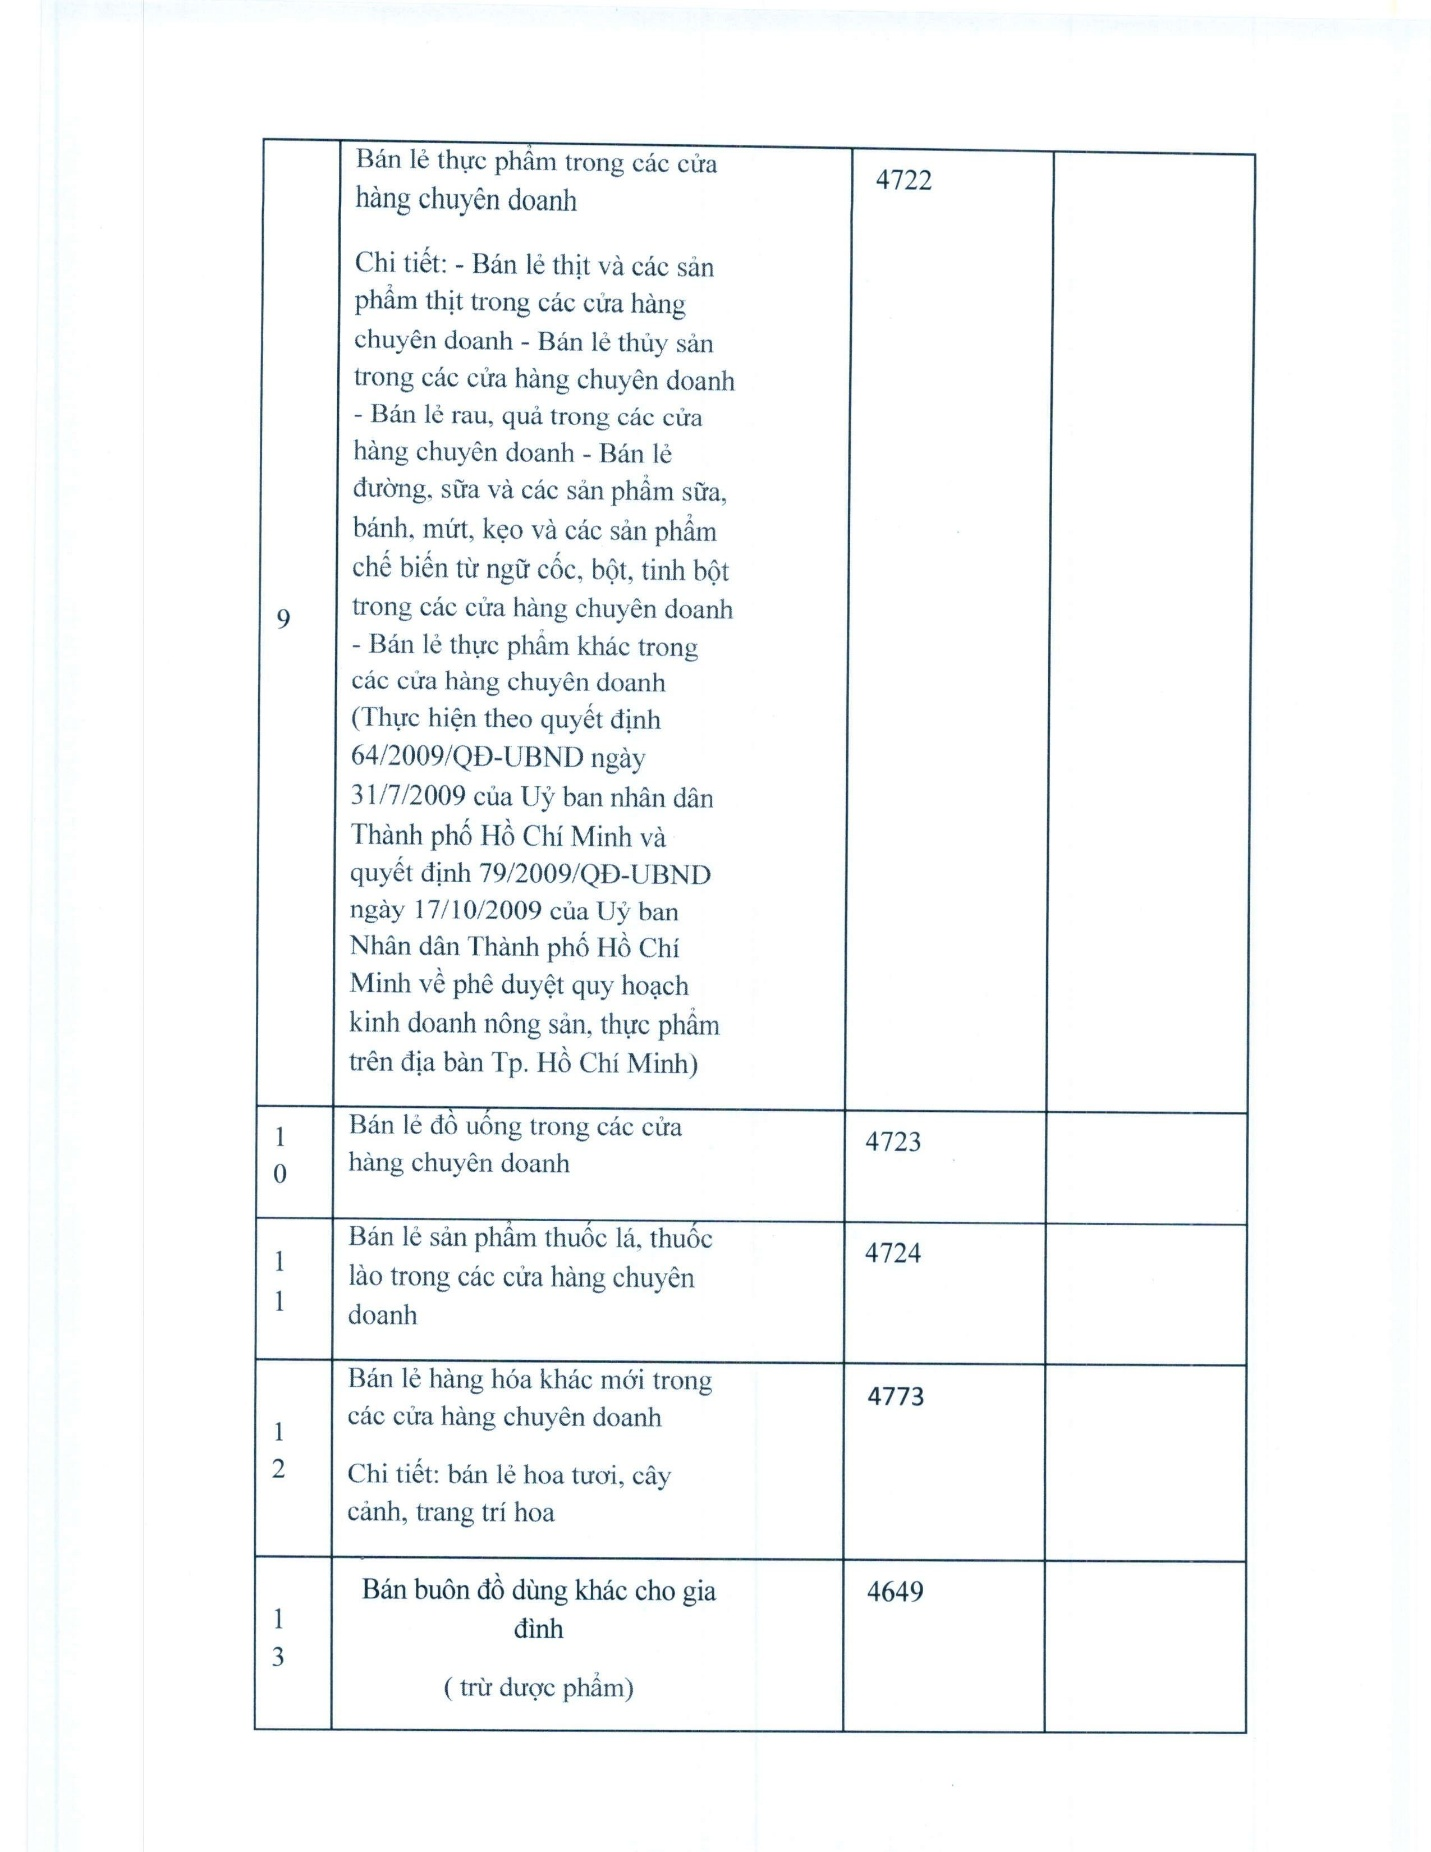 Bán lẻ thực phẩm trong các cửa
hàng chuyên doanh
4722
Chi tiết: - Bán lẻ thịt và các sản
phẩm thịt trong các cửa hàng
chuyên doanh - Bán lẻ thủy sản
trong các cửa hàng chuyên doanh
- Bán lẻ rau, quả trong các cửa
hàng chuyên doanh - Bán lẻ
đường, sữa và các sản phẩm sữa,
bánh, mứt, kẹo và các sản phẩm
chế biến từ ngữ cốc, bột, tinh bột
trong các cửa hàng chuyên doanh
9
- Bán lẻ thực phẩm khác trong
các cửa hàng chuyên doanh
(Thực hiện theo quyết định
64/2009/QĐ-UBND ngày
31/7/2009 của Uỷ ban nhân dân
Thành phố Hồ Chí Minh và
quyết định 79/2009/QĐ-UBND
ngày 17/10/2009 của Uỷ ban
Nhân dân Thành phố Hồ Chí
Minh về phê duyệt quy hoạch
kinh doanh nông sản, thực phẩm
trên địa bàn Tp. Hồ Chí Minh)
1
0
Bán lẻ đồ uống trong các cửa
hàng chuyên doanh
4723
1
1
Bán lẻ sản phẩm thuốc lá, thuốc
lào trong các cửa hàng chuyên
doanh
4724
1
2
Bán lẻ hàng hóa khác mới trong
các cửa hàng chuyên doanh
Chi tiết: bán lẻ hoa tươi, cây
cảnh, trang trí hoa
4773
1
3
Bán buôn đồ dùng khác cho gia
đình
( trừ dược phẩm)
4649